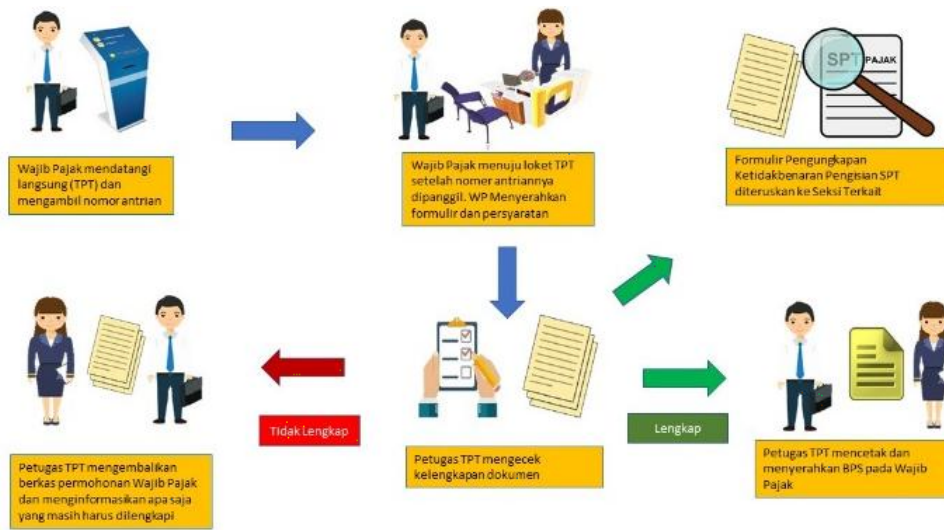 Wajib Pajak mendatangi
langsung (TPT) dan
mengambil nomor antrian
Wajib Pajak menuju loket TPT
setelah nomer antriannya
dipanggil. WP Menyerahkan
formulir dan persyaratan
SPT PAJAK
Formulir Pengungkapan
Ketidakbenaran Pengisian SPT
diteruskan ke Seksi Terkait
Tidak Lengkap
Lengkap
Petugas TPT mengembalikan
berkas permohonan Wajib Pajak
dan menginformasikan apa saja
yang masih harus dilengkapi
Petugas TPT mengecek
kelengkapan dokumen
Petugas TPT mencetak dan
menyerahkan BPS pada Wajib
Pajak